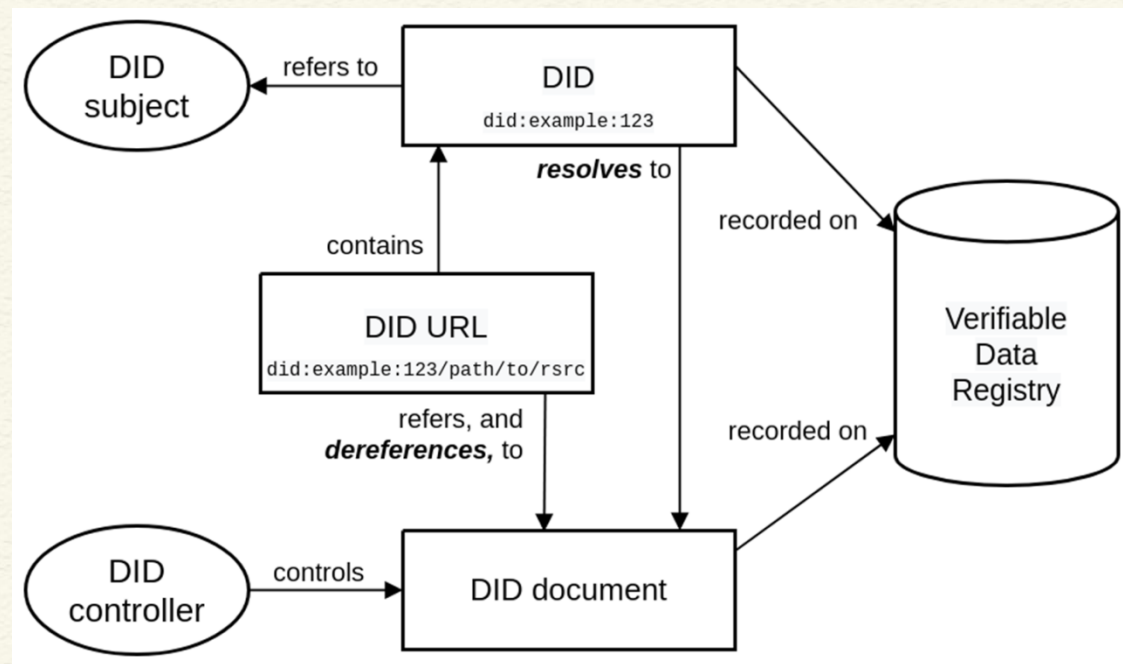 DID
subject
refers to
DID
did:example:123
resolves to
recorded on
contains
DID URL
did:example:123/path/to/rsrc
Verifiable
Data
Registry
refers, and
dereferences, to
recorded on
DID
controller
controls
DID document